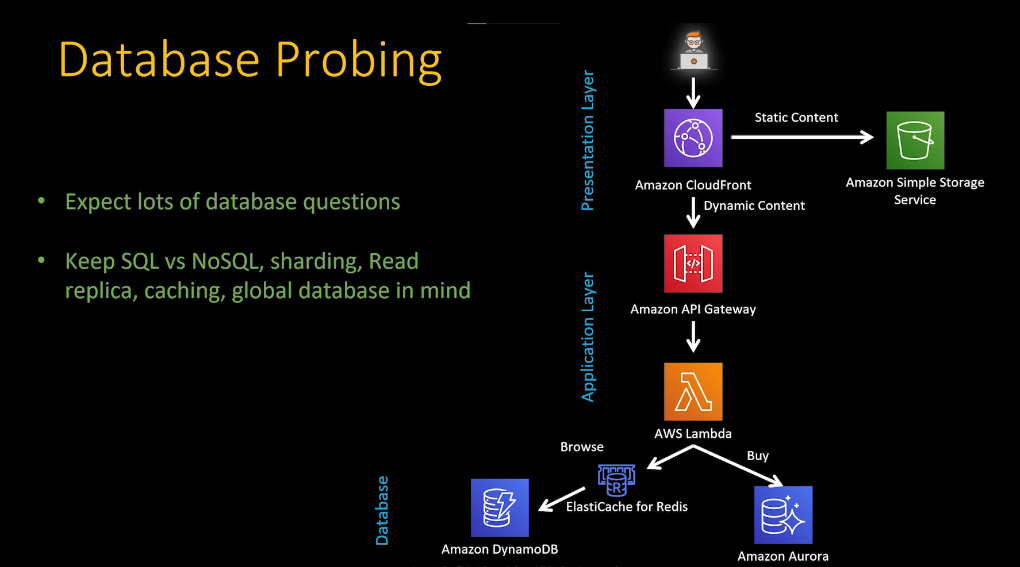 Database Probing
• Expect lots of database questions
• Keep SQL vs NoSQL, sharding, Read
replica, caching, global database in mind
Presentation Layer
Static Content
Amazon CloudFront
Amazon Simple Storage
Service
Dynamic Content
Application Layer
Amazon API Gateway
AWS Lambda
Browse
Buy
Database
R
ElastiCache for Redis
Amazon DynamoDB
Amazon Aurora